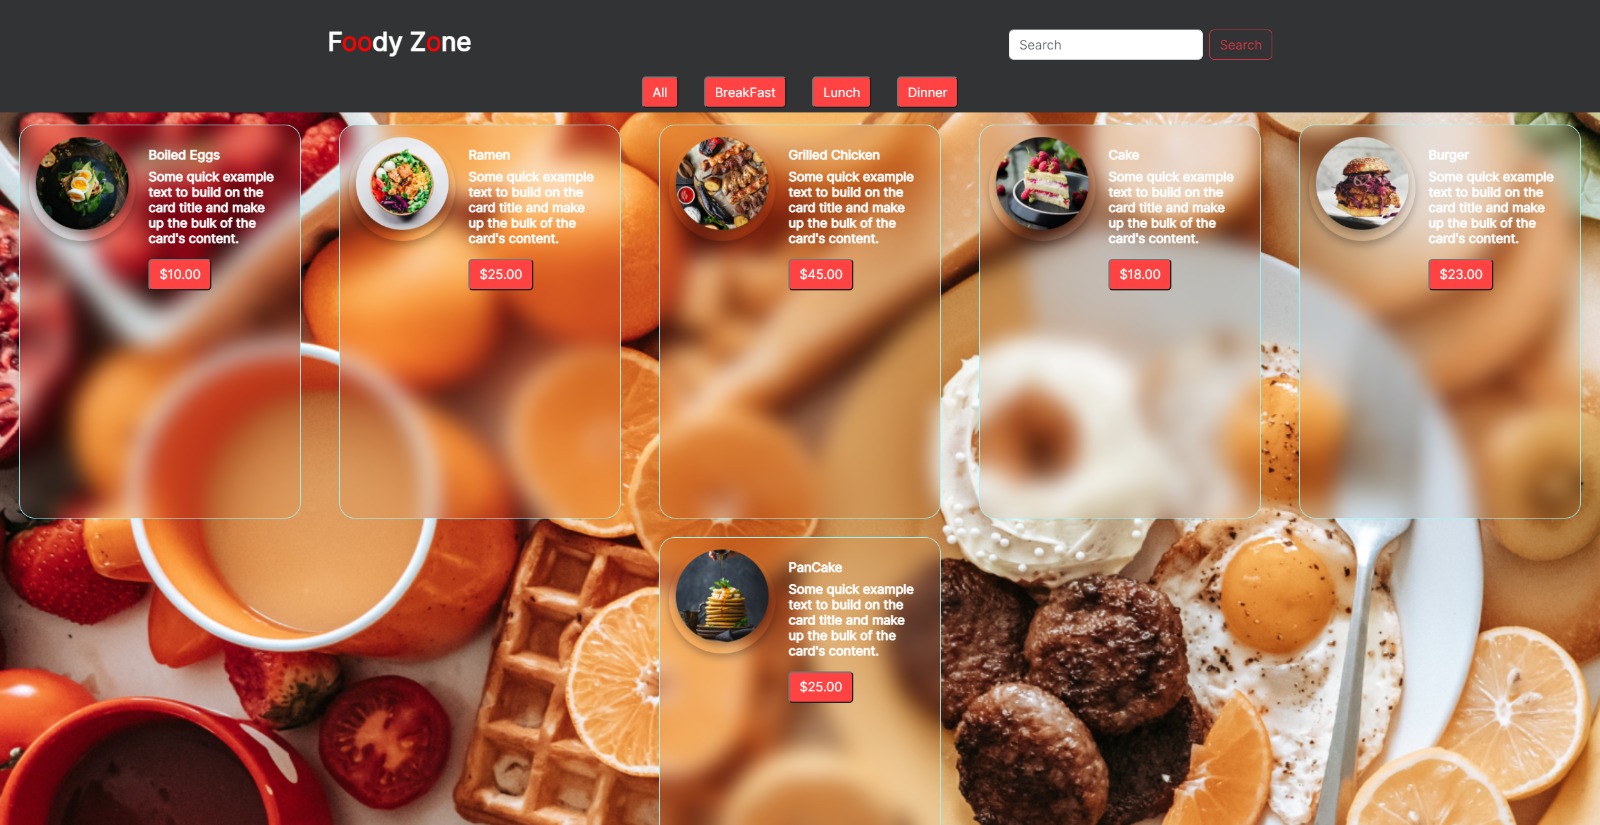 Foody Zone
Search
Search
All
BreakFast
Lunch
Dinner
Boiled Eggs
Some quick example
text to build on the
card title and make
up the bulk of the
card's content.
$10.00
Ramen
Some quick example
text to build on the
card title and make
up the bulk of the
card's content.
$25.00
Grilled Chicken
Some quick example
text to build on the
card title and make
up the bulk of the
card's content.
$45.00
Cake
Some quick example
text to build on the
card title and make
up the bulk of the
card's content.
$18.00
Burger
Some quick example
text to build on the
card title and make
up the bulk of the
card's content.
$23.00
PanCake
Some quick example
text to build on the
card title and make
up the bulk of the
card's content.
$25.00